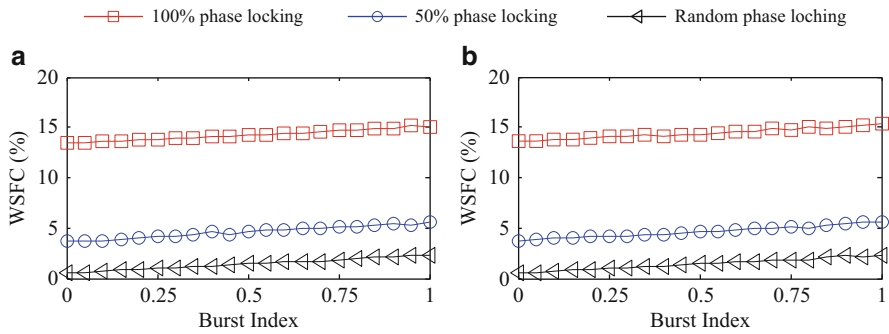 100% phase locking 50% phase locking Random phase loching
a
20
15
10
5
0
WSFC (%)
0 0.25 0.5 0.75 1
Burst Index
b
20
15
10
5
0
WSFC (%)
0 0.25 0.5 0.75 1
Burst Index